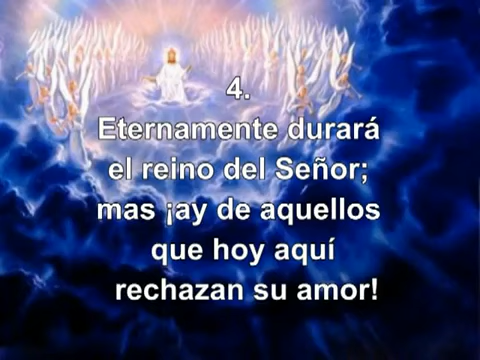 4.
Eternamente durará
el reino del Señor;
mas ¡ay de aquellos
que hoy aquí
rechazan su amor!